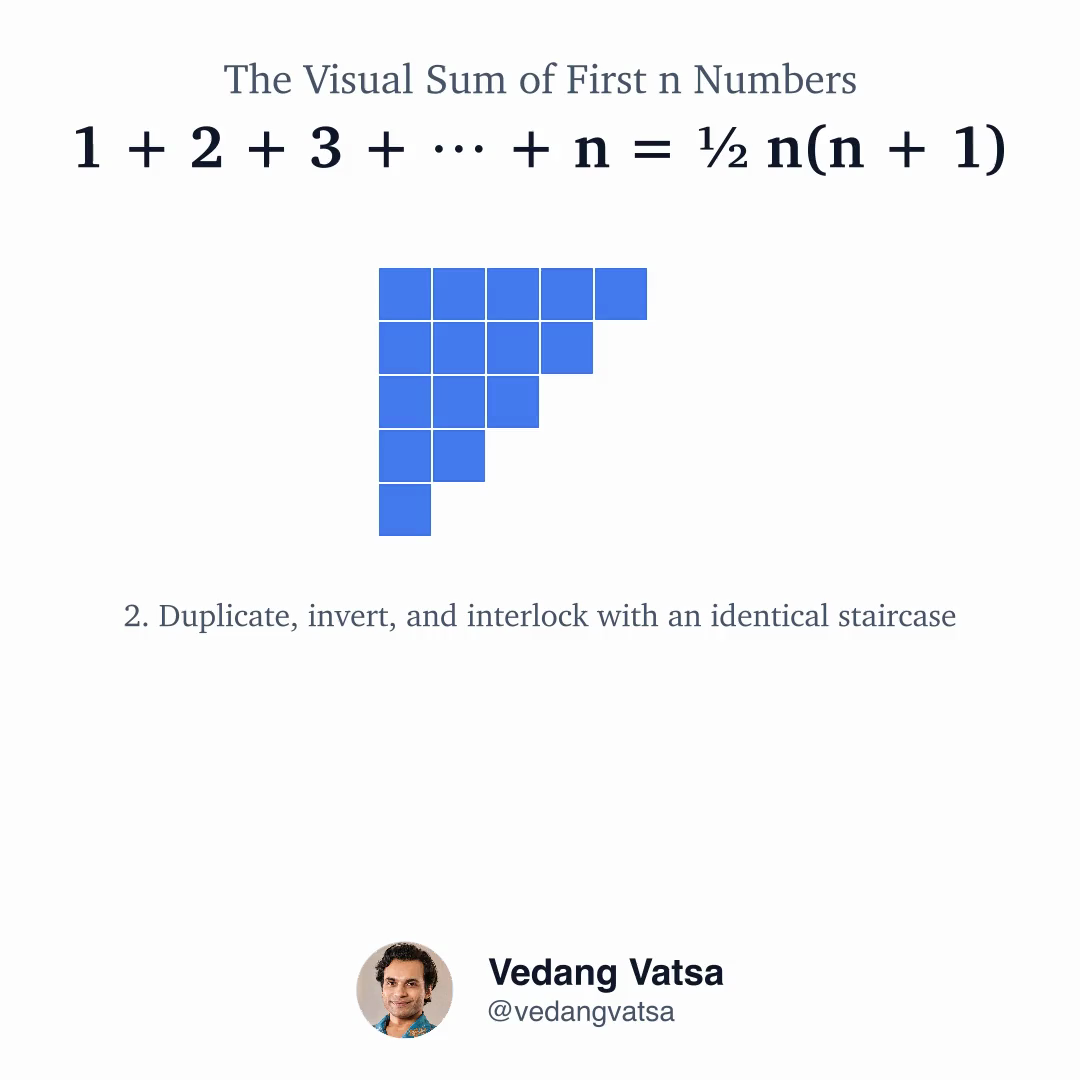 The Visual Sum of First n Numbers
1 + 2 + 3 + ⋯ + n = ½ n(n + 1)
2. Duplicate, invert, and interlock with an identical staircase
Vedang Vatsa
@vedangvatsa